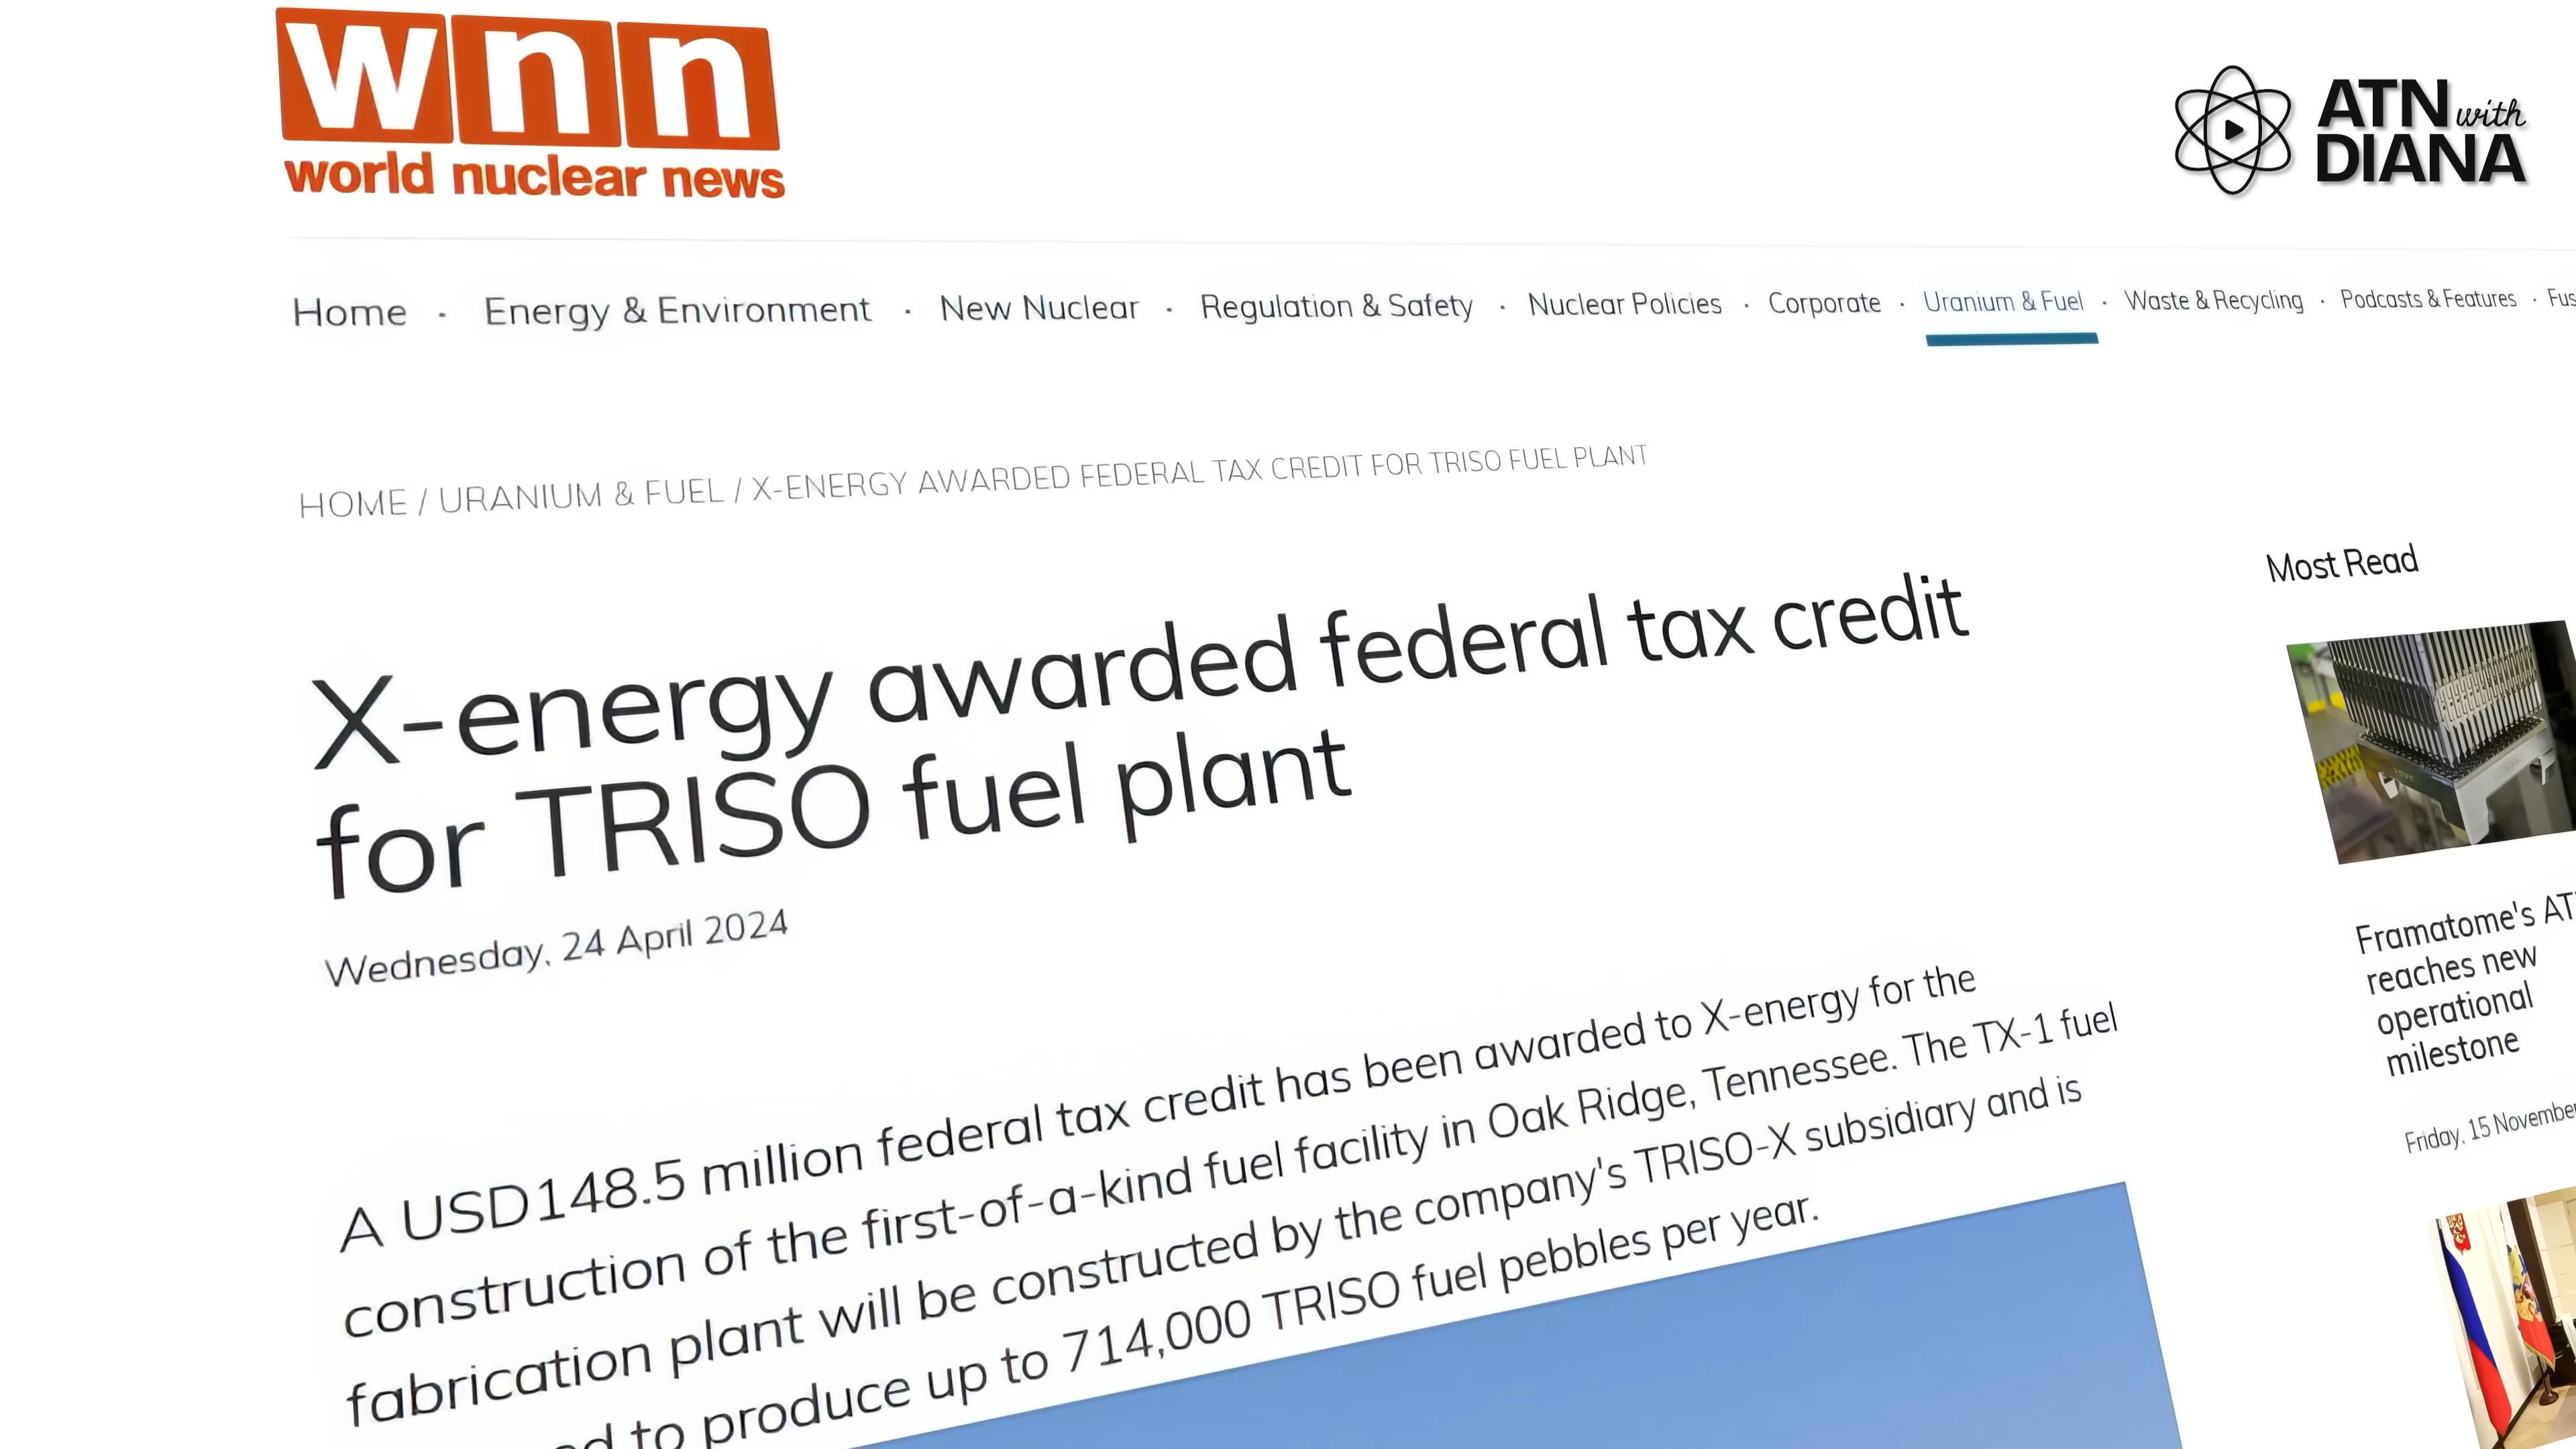 wnn
world nuclear news
ATN with
DIANA
Home · Energy & Environment · New Nuclear · Regulation & Safety · Nuclear Policies · Corporate · Uranium & Fuel · Waste & Recycling · Podcasts & Features ·
HOME / URANIUM & FUEL / X-ENERGY AWARDED FEDERAL TAX CREDIT FOR TRISO FUEL PLANT
X-energy awarded federal tax credit
for TRISO fuel plant
Wednesday, 24 April 2024
A USD148.5 million federal tax credit has been awarded to X-energy for the
construction of the first-of-a-kind fuel facility in Oak Ridge, Tennessee. The TX-1 fuel
fabrication plant will be constructed by the company's TRISO-X subsidiary and is
to produce up to 714,000 TRISO fuel pebbles per year.
Most Read
Framatome's
reaches new
operational
milestone
Friday, 15 November